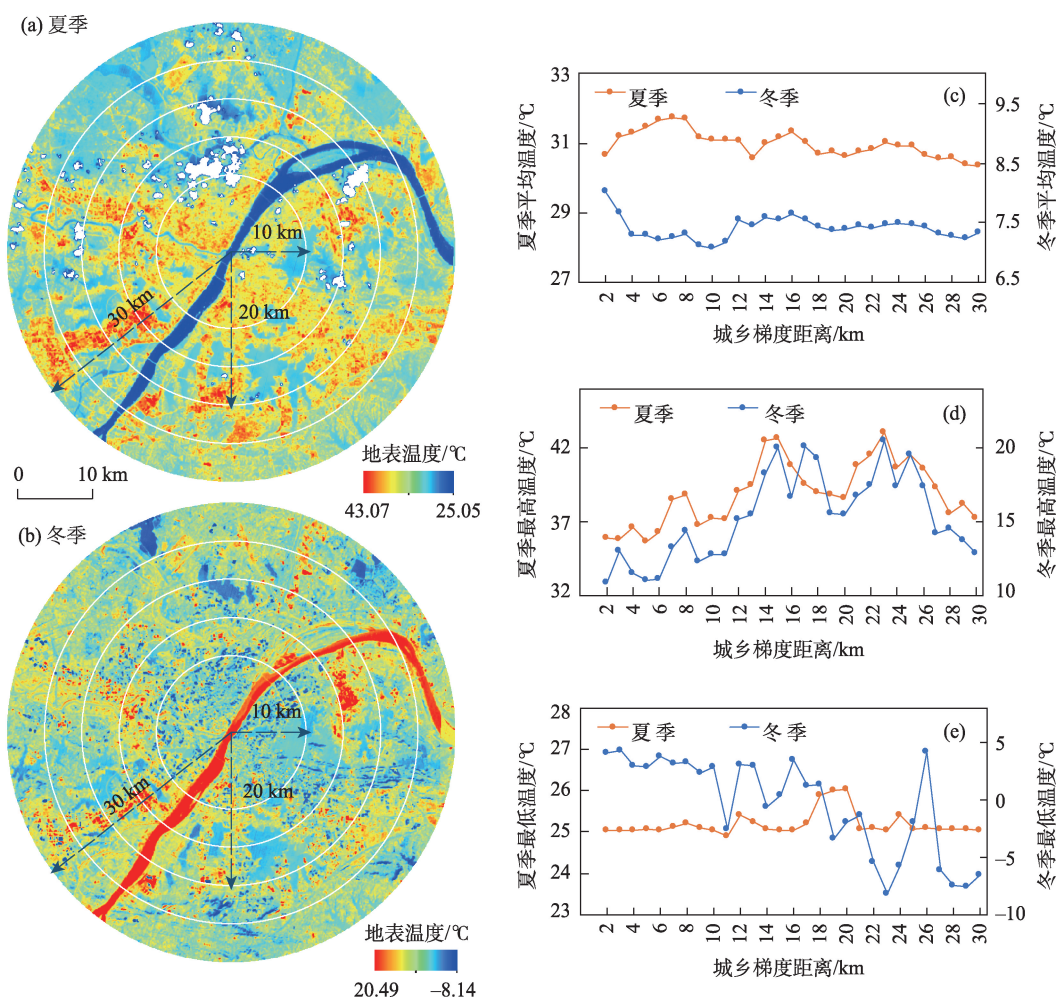 (a) 夏季
10 km
20 km
30 km
0 10 km
地表温度/℃
43.07 25.05
(b) 冬季
10 km
20 km
30 km
地表温度/℃
20.49 –8.14
(c)
夏季 冬季
夏季平均温度/℃
33
31
29
27
冬季平均温度/℃
9.5
8.5
7.5
6.5
2 4 6 8 10 12 14 16 18 20 22 24 26 28 30
城乡梯度距离/km
(d)
夏季 冬季
夏季最高温度/℃
42
37
32
冬季最高温度/℃
20
15
10
2 4 6 8 10 12 14 16 18 20 22 24 26 28 30
城乡梯度距离/km
(e)
夏 季 冬 季
夏季最低温度/℃
28
27
26
25
24
23
冬季最低温度/℃
5
0
–5
–10
2 4 6 8 10 12 14 16 18 20 22 24 26 28 30
城乡梯度距离/km